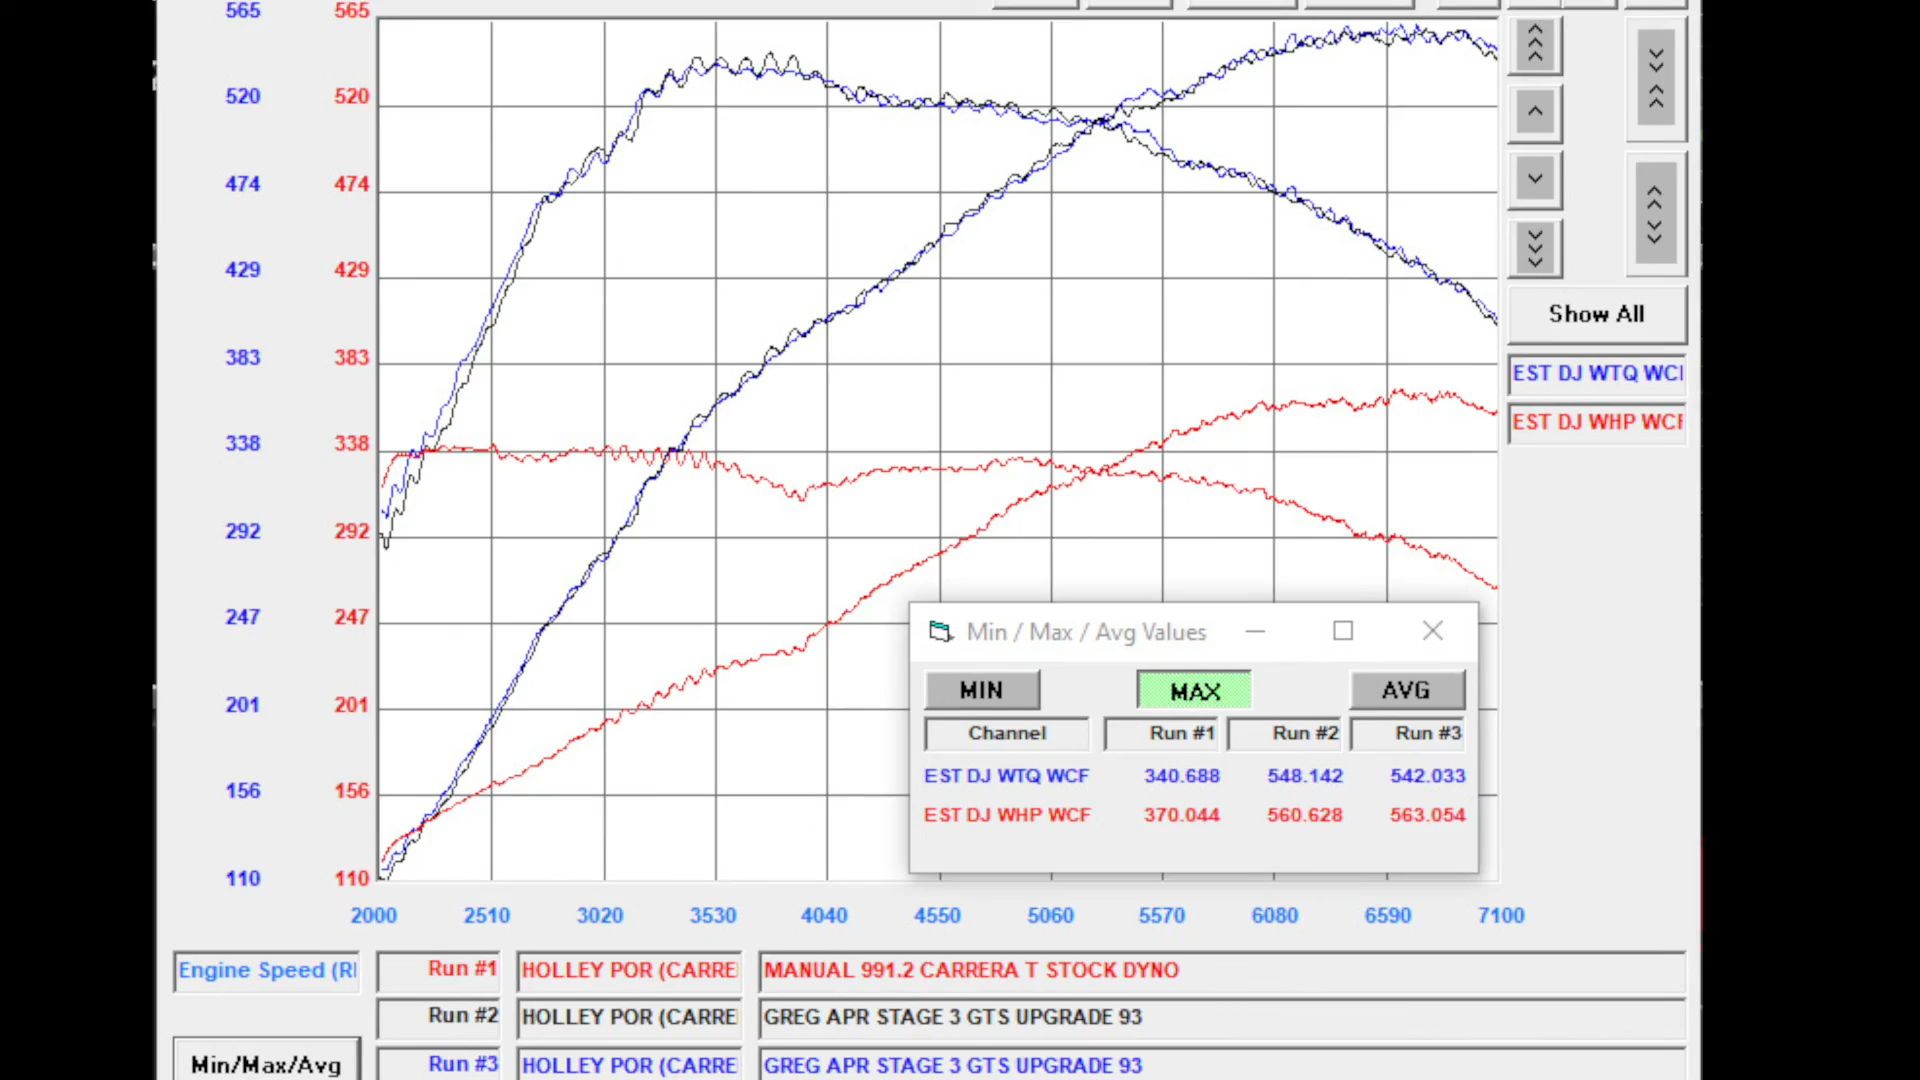 565 565
520 520
474 474
429 429
383 383
338 338
292 292
247 247
201 201
156 156
110 110
2000 2510 3020 3530 4040 4550 5060 5570 6080 6590 7100
Show All
EST DJ WTQ WCI
EST DJ WHP WCF
Min / Max / Avg Values
MIN MAX AVG
Channel Run #1 Run #2 Run #3
EST DJ WTQ WCF 340.688 548.142 542.033
EST DJ WHP WCF 370.044 560.628 563.054
Engine Speed (RI Run #1 HOLLEY POR (CARRE MANUAL 991.2 CARRERA T STOCK DYNO
Run #2 HOLLEY POR (CARRE GREG APR STAGE 3 GTS UPGRADE 93
Min/Max/Avg Run #3 HOLLEY POR (CARRE GREG APR STAGE 3 GTS UPGRADE 93